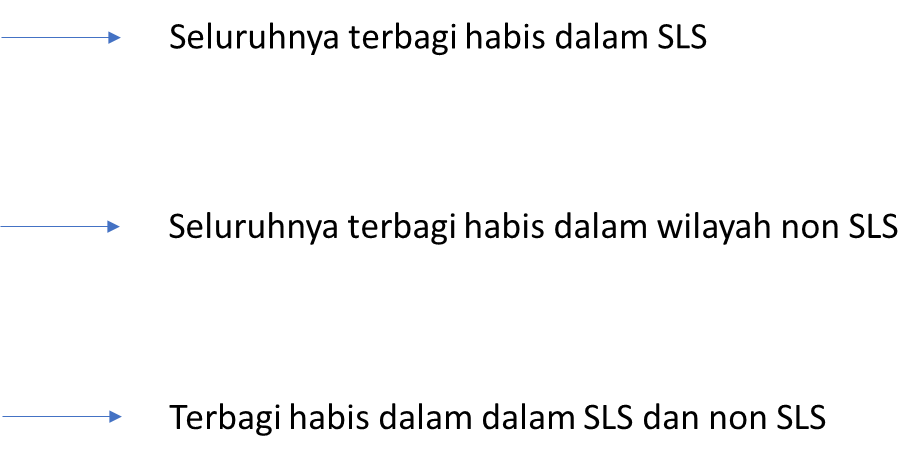 Seluruhnya terbagi habis dalam SLS
Seluruhnya terbagi habis dalam wilayah non SLS
Terbagi habis dalam dalam SLS dan non SLS